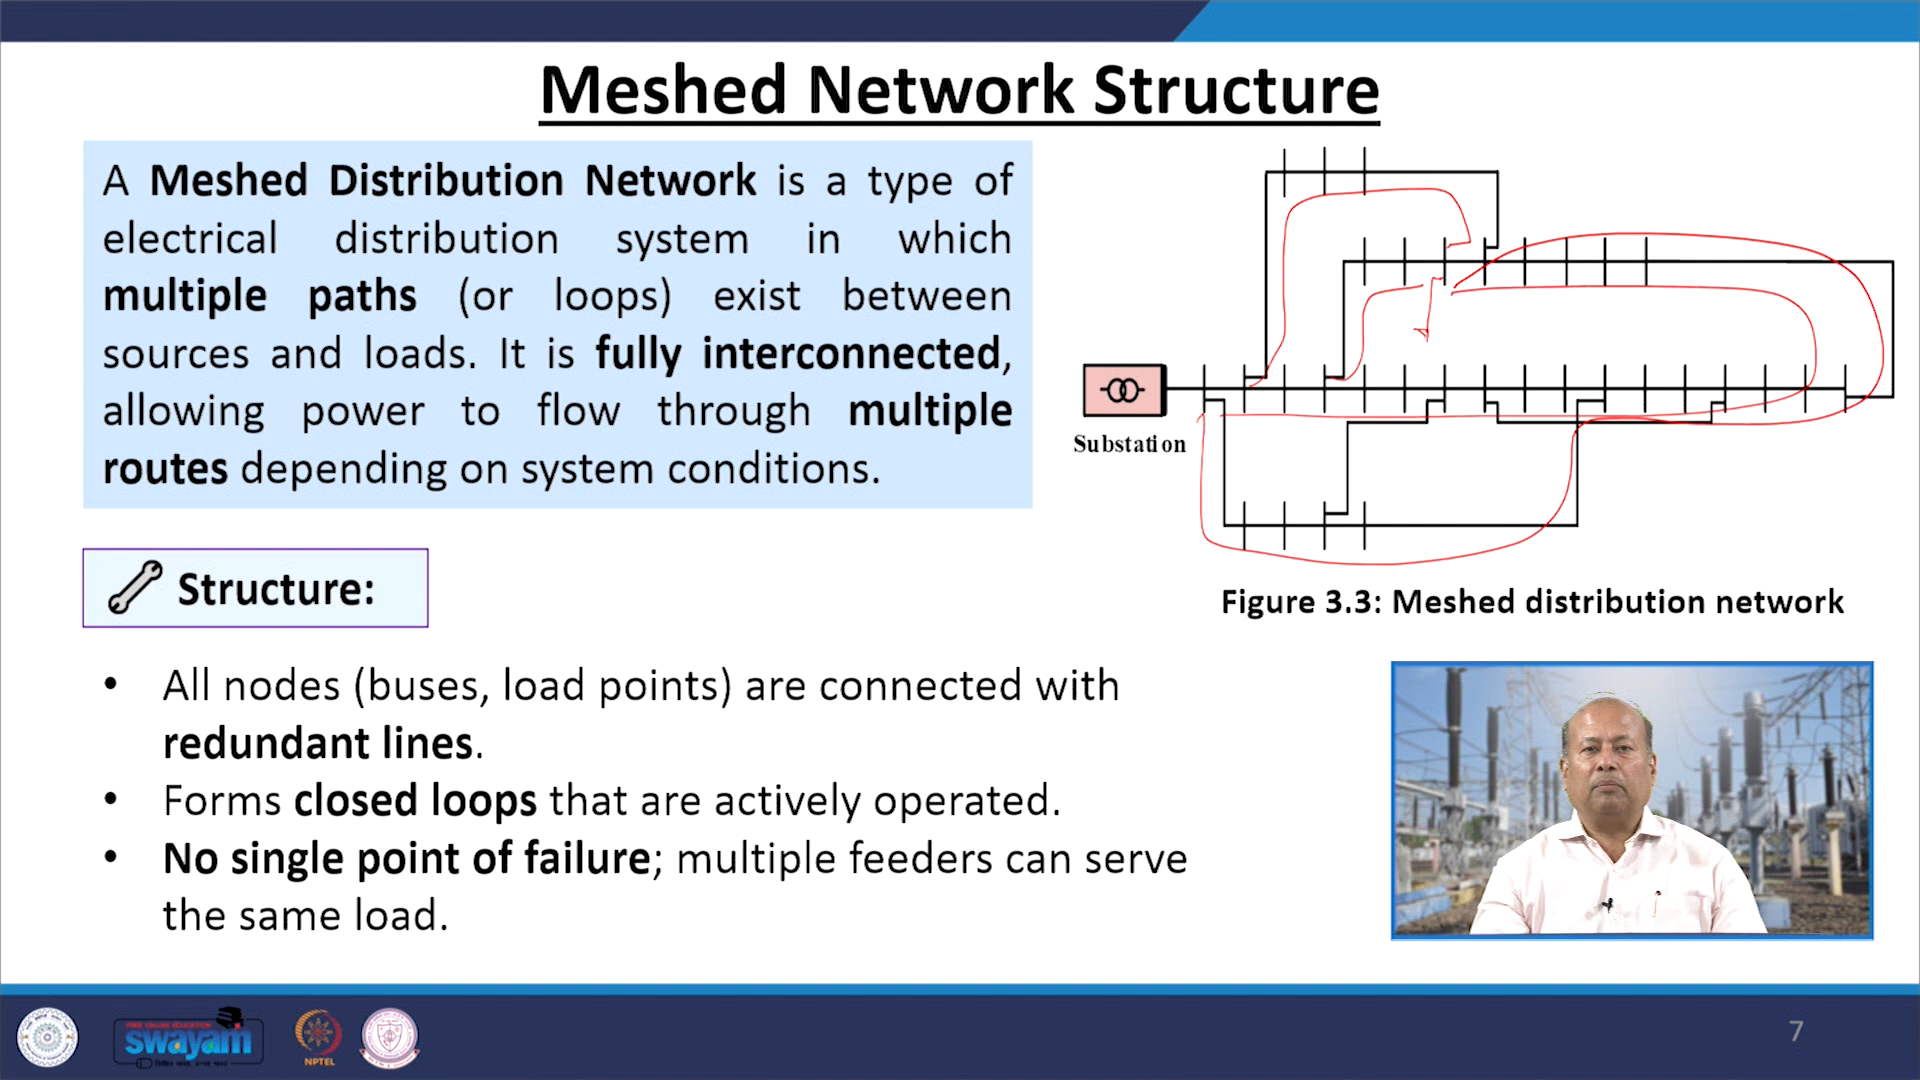 Meshed Network Structure
A Meshed Distribution Network is a type of
electrical distribution system in which
multiple paths (or loops) exist between
sources and loads. It is fully interconnected,
allowing power to flow through multiple
routes depending on system conditions.
Substation
Figure 3.3: Meshed distribution network
Structure:
• All nodes (buses, load points) are connected with
redundant lines.
• Forms closed loops that are actively operated.
• No single point of failure; multiple feeders can serve
the same load.
FREE ONLINE EDUCATION
swayam
NPTEL
7